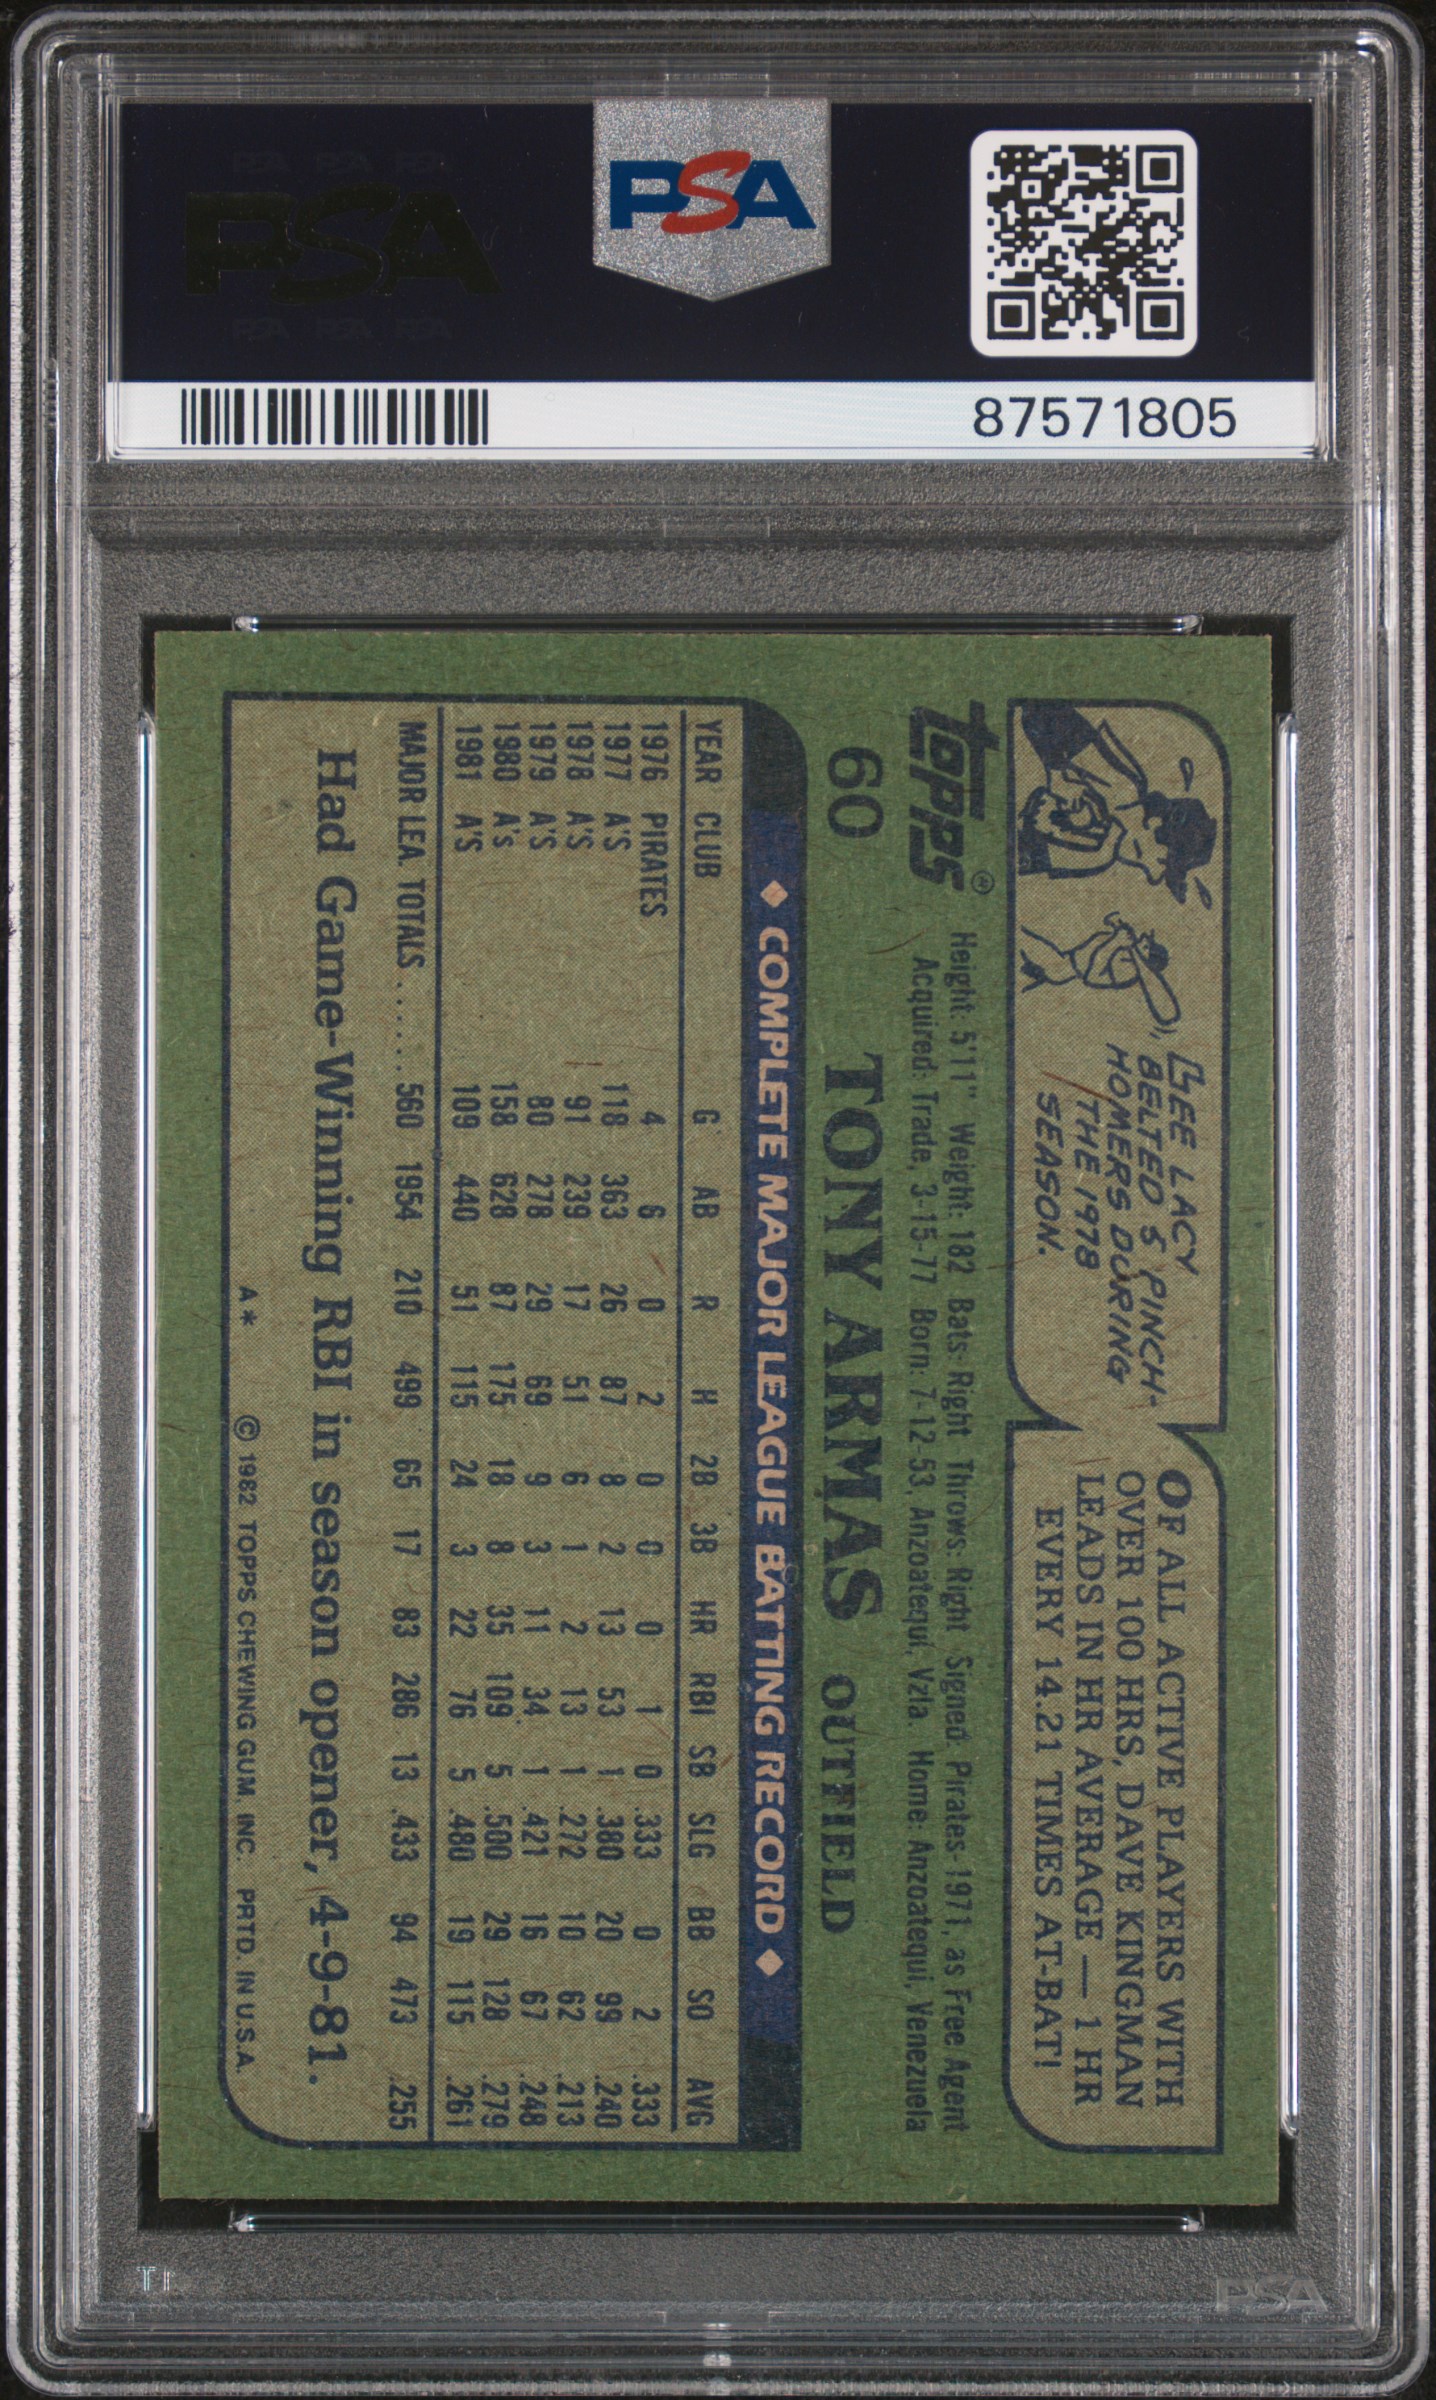 PSA
PSA
87571805
BEE LACY
BELTED 5 PINCH-
HOMERS DURING
THE 1978
SEASON.
OF ALL ACTIVE PLAYERS WITH
OVER 100 HRS, DAVE KINGMAN
LEADS IN HR AVERAGE — 1 HR
EVERY 14.21 TIMES AT-BAT!
TOPPS®
Height: 5'11" Weight: 182 Bats: Right Throws: Right Signed: Pirates-1971, as Free Agent
Acquired: Trade, 3-15-77 Born: 7-12-53, Anzoatequi, Vzla. Home: Anzoatequi, Venezuela
60 TONY ARMAS OUTFIELD
◆ COMPLETE MAJOR LEAGUE BATTING RECORD ◆
YEAR CLUB G AB R H 2B 3B HR RBI SB SLG BB SO AVG
1976 PIRATES 4 6 0 2 0 0 0 1 0 .333 0 2 .333
1977 A'S 118 363 26 87 8 2 13 53 1 .380 20 99 .240
1978 A'S 91 239 17 51 6 1 2 13 1 .272 10 62 .213
1979 A'S 80 278 29 69 9 3 11 34 1 .421 16 67 .248
1980 A'S 158 628 87 175 18 8 35 109 5 .500 29 128 .279
1981 A'S 109 440 51 115 24 3 22 76 5 .480 19 115 .261
MAJOR LEA. TOTALS ..... 560 1954 210 499 65 17 83 286 13 .433 94 473 .255
Had Game-Winning RBI in season opener, 4-9-81.
A* © 1982 TOPPS CHEWING GUM, INC. PRTD. IN U.S.A.
PSA